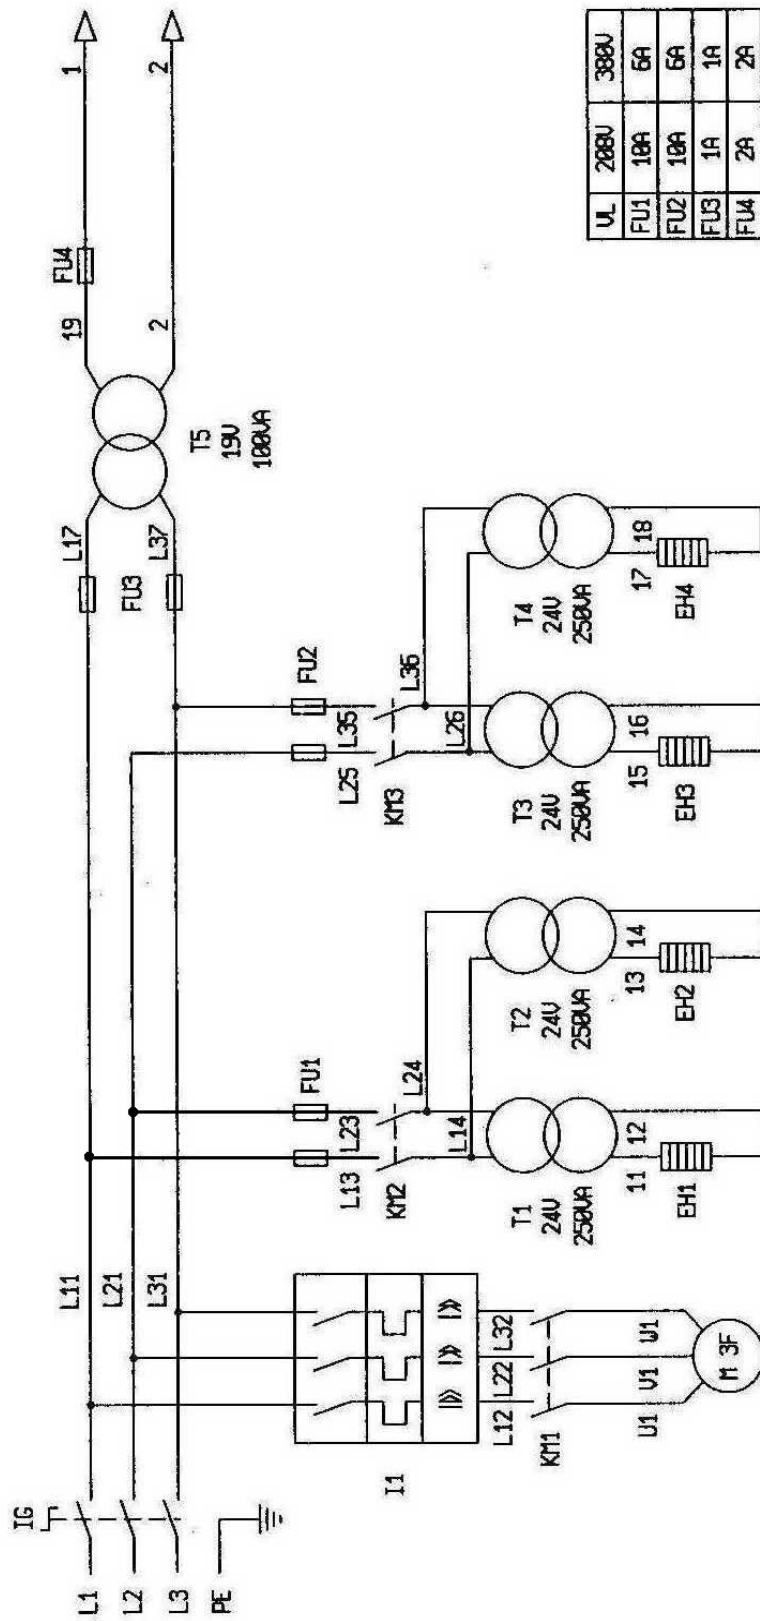 IG
L1
L2
L3
PE
L11
L21
L31
I1
L12
L22
L32
KM1
U1
V1
W1
M 3F
FU1
L13
L23
KM2
L14
L24
T1
24V
250VA
11
12
EH1
T2
24V
250VA
13
14
EH2
FU2
L25
L35
KM3
L26
L36
T3
24V
250VA
15
16
EH3
T4
24V
250VA
17
18
EH4
FU3
L17
L37
T5
19V
100VA
19
2
FU4
1
2
VL 208V 380V
FU1 10A 6A
FU2 10A 6A
FU3 1A 1A
FU4 2A 2A